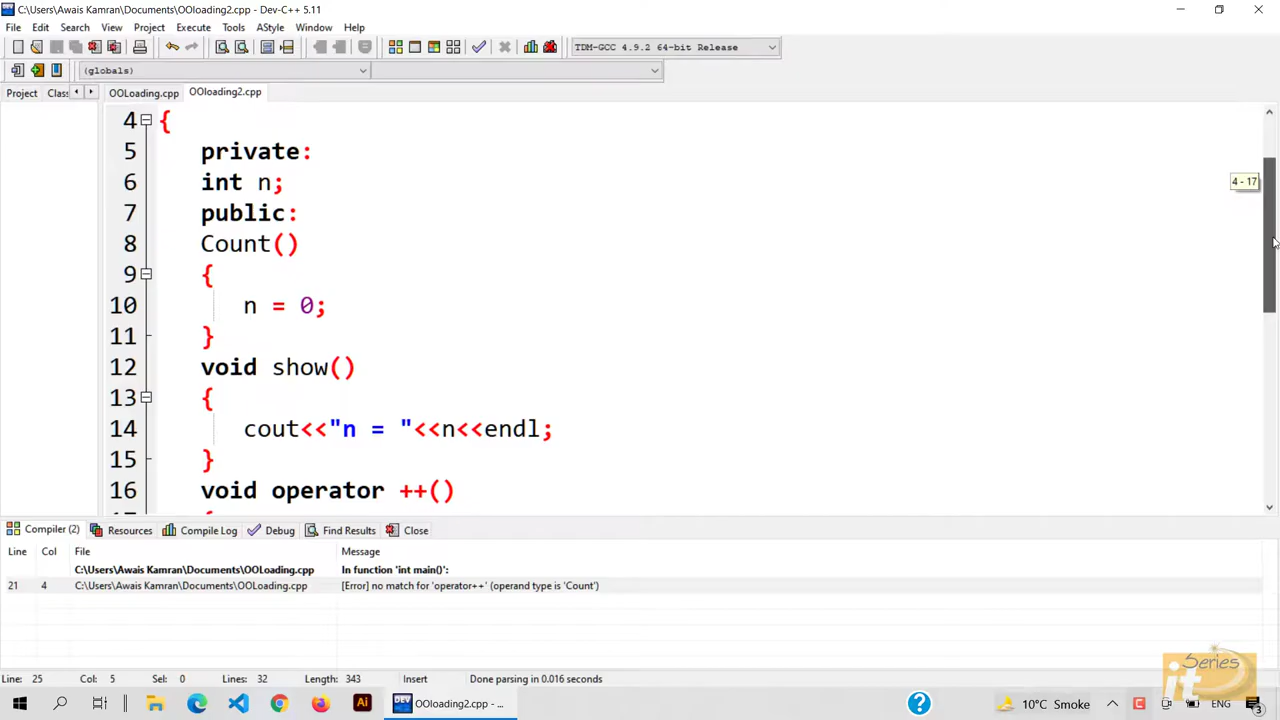 C:\Users\Awais Kamran\Documents\OOloading2.cpp - Dev-C++ 5.11
File Edit Search View Project Execute Tools AStyle Window Help
TDM-GCC 4.9.2 64-bit Release
(globals)
Project Class OOLoading.cpp OOloading2.cpp
4 {
5 private:
6 int n;
7 public:
8 Count()
9 {
10 n = 0;
11 }
12 void show()
13 {
14 cout<<"n = "<<n<<endl;
15 }
16 void operator ++()
4 - 17
Compiler (2) Resources Compile Log Debug Find Results Close
Line Col File Message
C:\Users\Awais Kamran\Documents\OOLoading.cpp In function 'int main()':
21 4 C:\Users\Awais Kamran\Documents\OOLoading.cpp [Error] no match for 'operator++' (operand type is 'Count')
Line: 25 Col: 5 Sel: 0 Lines: 32 Length: 343 Insert Done parsing in 0.016 seconds
it Series
Ai DEV OOloading2.cpp - ... 10°C Smoke ENG 3